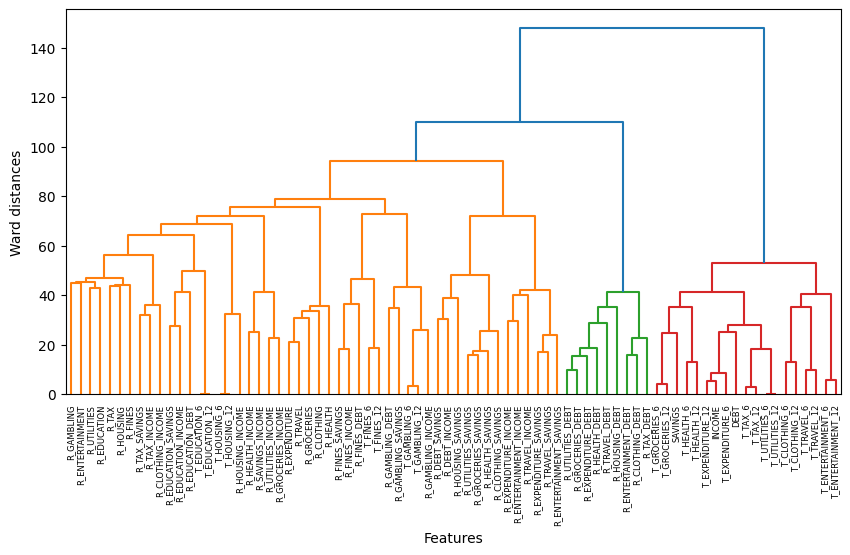 140
120
100
80
60
40
20
0
Ward distances
R_GAMBLING
R_ENTERTAINMENT
R_UTILITIES
R_EDUCATION
R_TAX
R_HOUSING
R_FINES
R_TAX_SAVINGS
R_TAX_INCOME
R_CLOTHING_INCOME
R_EDUCATION_SAVINGS
R_EDUCATION_INCOME
R_EDUCATION_DEBT
T_EDUCATION_6
T_EDUCATION_12
T_HOUSING_6
T_HOUSING_12
R_HOUSING_INCOME
R_HEALTH_INCOME
R_SAVINGS_INCOME
R_UTILITIES_INCOME
R_GROCERIES_INCOME
R_EXPENDITURE
R_TRAVEL
R_GROCERIES
R_CLOTHING
R_HEALTH
R_FINES_SAVINGS
R_FINES_INCOME
R_FINES_DEBT
T_FINES_6
T_FINES_12
R_GAMBLING_DEBT
R_GAMBLING_SAVINGS
T_GAMBLING_6
T_GAMBLING_12
R_GAMBLING_INCOME
R_DEBT_SAVINGS
R_DEBT_INCOME
R_HOUSING_SAVINGS
R_UTILITIES_SAVINGS
R_GROCERIES_SAVINGS
R_HEALTH_SAVINGS
R_CLOTHING_SAVINGS
R_EXPENDITURE_INCOME
R_ENTERTAINMENT_INCOME
R_TRAVEL_INCOME
R_EXPENDITURE_SAVINGS
R_TRAVEL_SAVINGS
R_ENTERTAINMENT_SAVINGS
R_UTILITIES_DEBT
R_GROCERIES_DEBT
R_EXPENDITURE_DEBT
R_HEALTH_DEBT
R_TRAVEL_DEBT
R_HOUSING_DEBT
R_ENTERTAINMENT_DEBT
R_CLOTHING_DEBT
R_TAX_DEBT
T_GROCERIES_6
T_GROCERIES_12
SAVINGS
T_HEALTH_6
T_HEALTH_12
T_EXPENDITURE_12
INCOME
T_EXPENDITURE_6
DEBT
T_TAX_6
T_TAX_12
T_UTILITIES_6
T_UTILITIES_12
T_CLOTHING_6
T_CLOTHING_12
T_TRAVEL_6
T_TRAVEL_12
T_ENTERTAINMENT_6
T_ENTERTAINMENT_12
Features